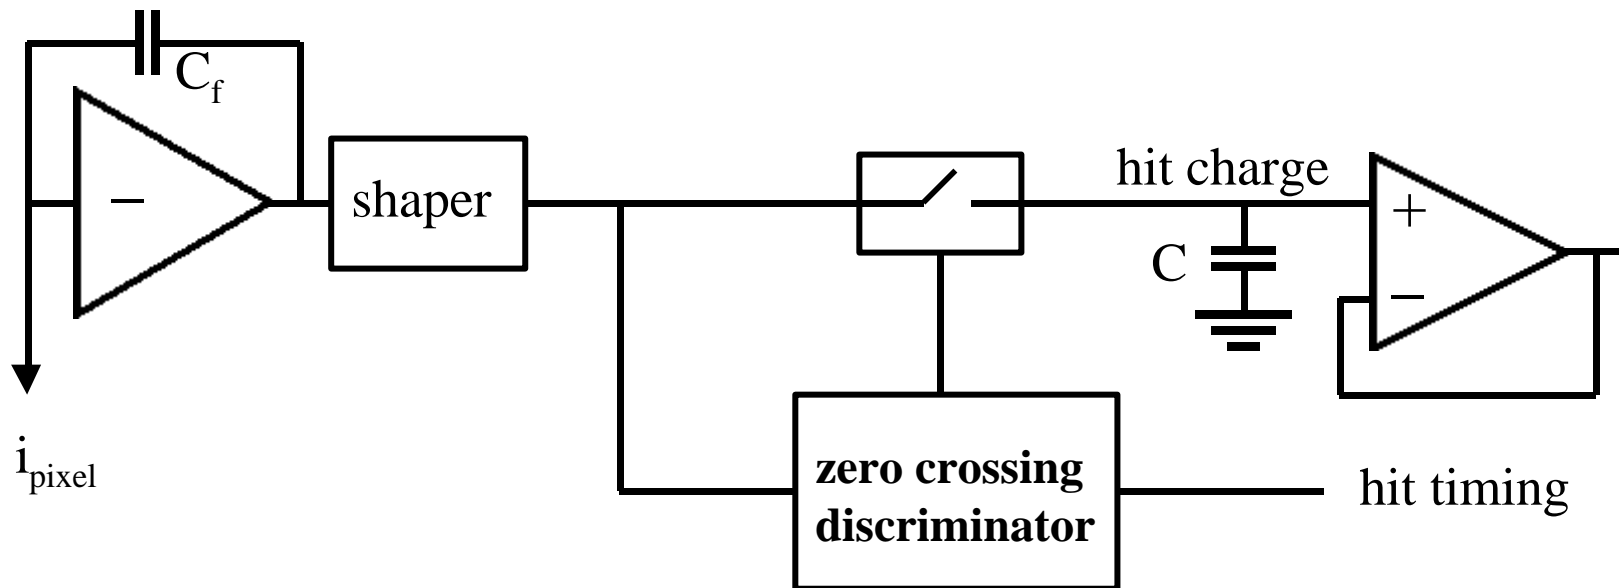 C_f
−
shaper
hit charge
+
−
C
i_pixel
zero crossing
discriminator
hit timing